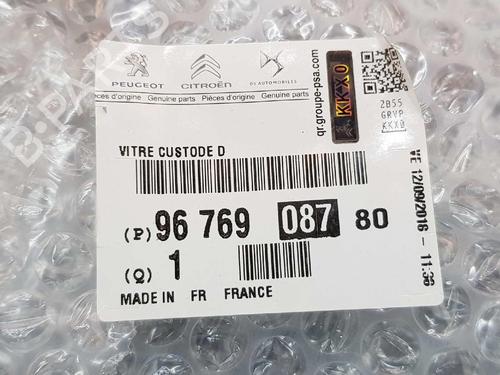 PEUGEOT CITROËN DS AUTOMOBILES
Pièces d'origine Genuine parts Pièces d'origine Genuine parts
qr.groupe-psa.com
KKX0
2B55
GRVP
KKX0
VITRE CUSTODE D
(P) 96 769 087 80
(Q) 1
MADE IN FR FRANCE
VE 12/09/2016 - 11:36